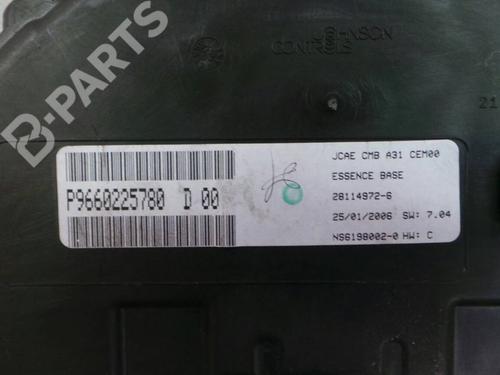 B-PARTS
JOHNSON
CONTROLS
21
JCAE CMB A31 CEM00
ESSENCE BASE
28114972-6
25/01/2006 SW: 7.04
NS6198002-0 HW: C
P9660225780 D 00